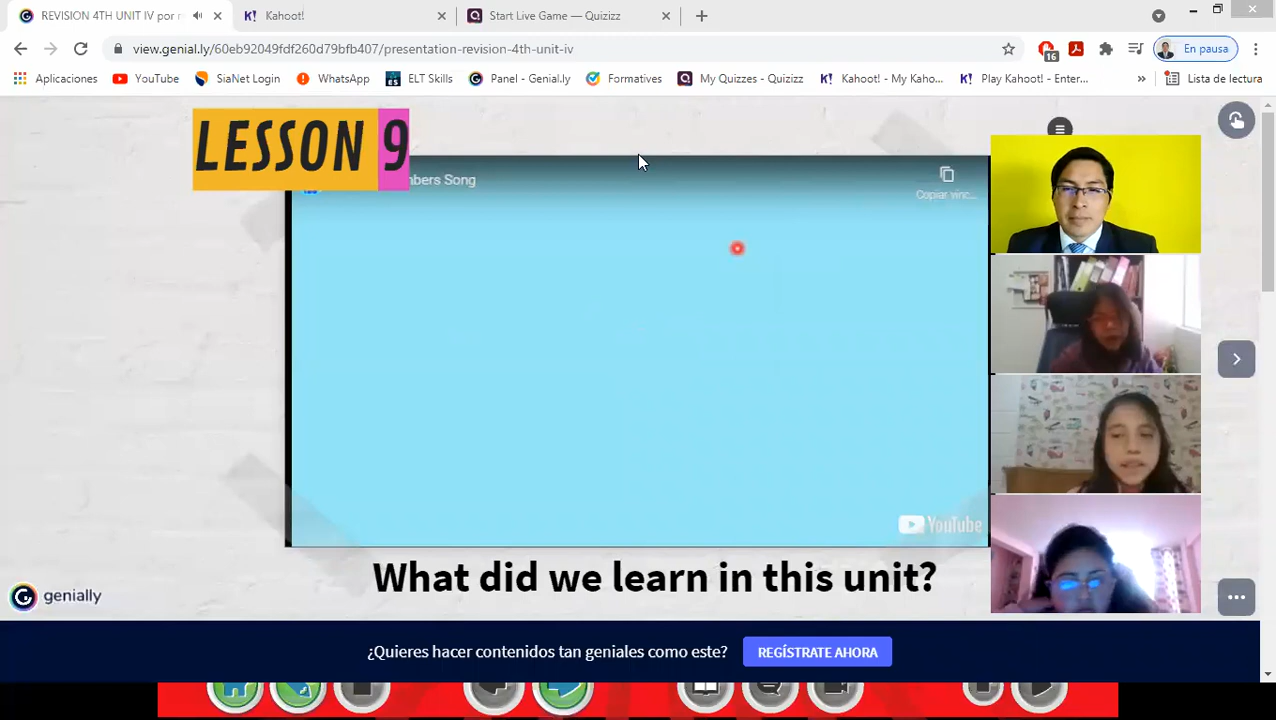 REVISION 4TH UNIT IV por
Kahoot!
Start Live Game — Quizizz
view.genial.ly/60eb92049fdf260d79bfb407/presentation-revision-4th-unit-iv
16
En pausa
Aplicaciones
YouTube
SiaNet Login
WhatsApp
ELT Skills
Panel - Genial.ly
Formatives
My Quizzes - Quizizz
Kahoot! - My Kaho...
Play Kahoot! - Enter...
»
Lista de lectura
LESSON 9
mbers Song
Copiar vínc...
YouTube
What did we learn in this unit?
genially
¿Quieres hacer contenidos tan geniales como este?
REGÍSTRATE AHORA